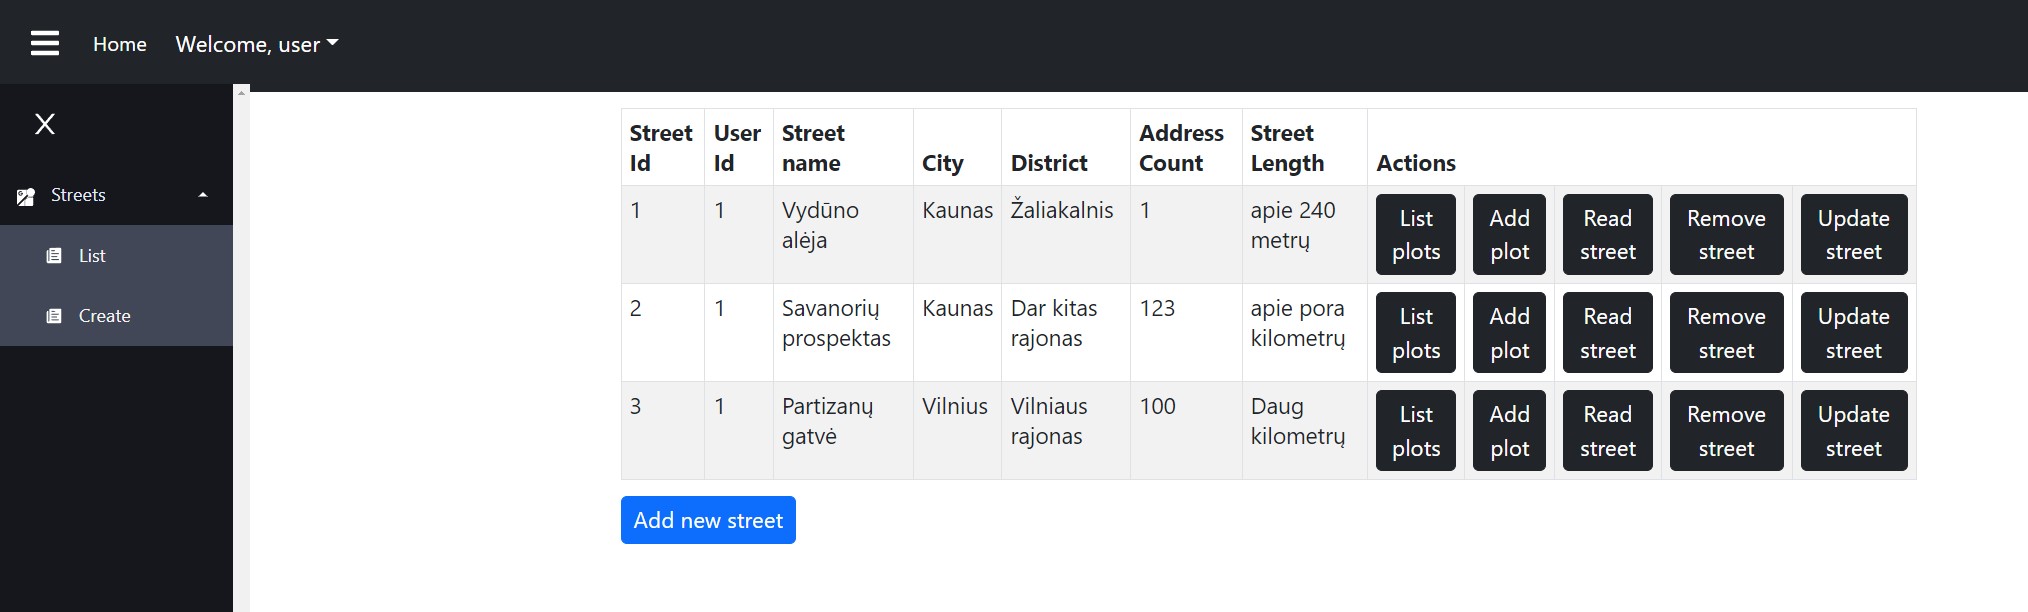 Home Welcome, user
X
Streets
List
Create
Street Id User Id Street name City District Address Count Street Length Actions
1 1 Vydūno alėja Kaunas Žaliakalnis 1 apie 240 metrų List plots Add plot Read street Remove street Update street
2 1 Savanorių prospektas Kaunas Dar kitas rajonas 123 apie pora kilometrų List plots Add plot Read street Remove street Update street
3 1 Partizanų gatvė Vilnius Vilniaus rajonas 100 Daug kilometrų List plots Add plot Read street Remove street Update street
Add new street